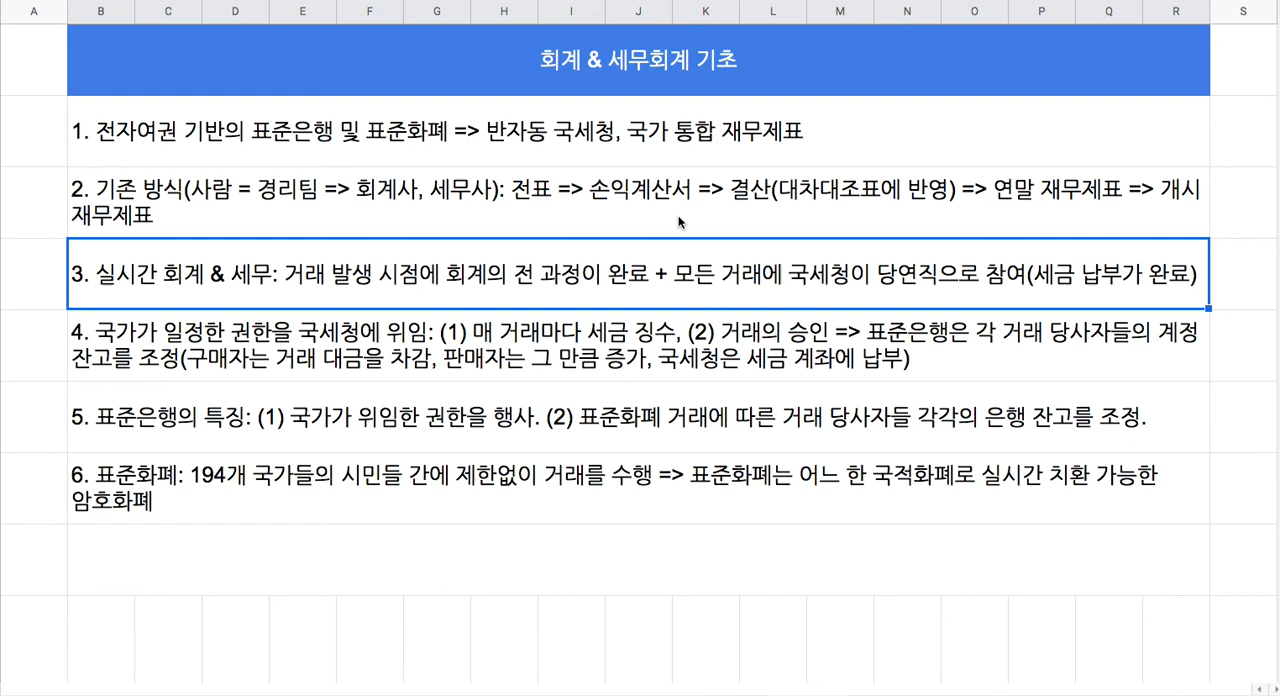 A B C D E F G H I J K L M N O P Q R S
회계 & 세무회계 기초
1. 전자여권 기반의 표준은행 및 표준화폐 => 반자동 국세청, 국가 통합 재무제표
2. 기존 방식(사람 = 경리팀 => 회계사, 세무사): 전표 => 손익계산서 => 결산(대차대조표에 반영) => 연말 재무제표 => 개시
재무제표
3. 실시간 회계 & 세무: 거래 발생 시점에 회계의 전 과정이 완료 + 모든 거래에 국세청이 당연직으로 참여(세금 납부가 완료)
4. 국가가 일정한 권한을 국세청에 위임: (1) 매 거래마다 세금 징수, (2) 거래의 승인 => 표준은행은 각 거래 당사자들의 계정
잔고를 조정(구매자는 거래 대금을 차감, 판매자는 그 만큼 증가, 국세청은 세금 계좌에 납부)
5. 표준은행의 특징: (1) 국가가 위임한 권한을 행사. (2) 표준화폐 거래에 따른 거래 당사자들 각각의 은행 잔고를 조정.
6. 표준화폐: 194개 국가들의 시민들 간에 제한없이 거래를 수행 => 표준화폐는 어느 한 국적화폐로 실시간 치환 가능한
암호화폐